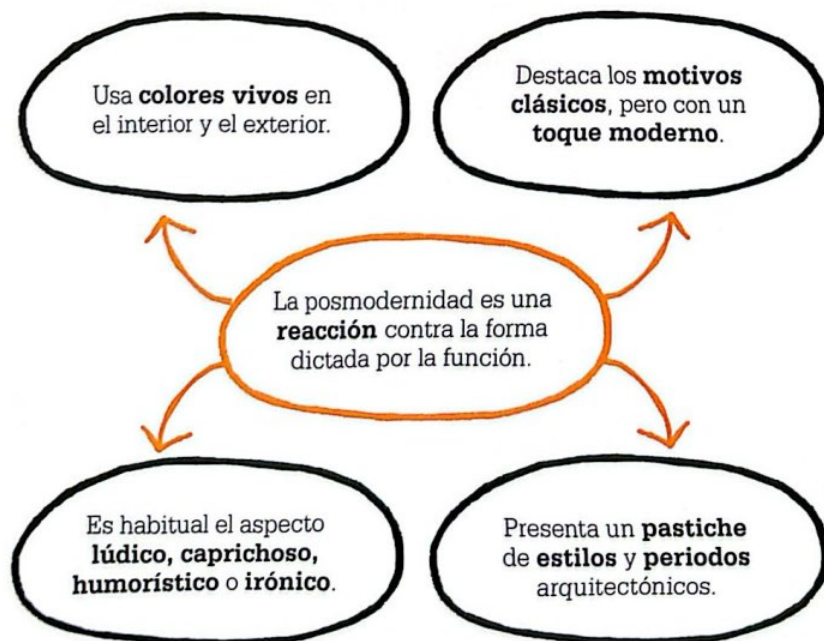 Usa colores vivos en
el interior y el exterior.
Destaca los motivos
clásicos, pero con un
toque moderno.
La posmodernidad es una
reacción contra la forma
dictada por la función.
Es habitual el aspecto
lúdico, caprichoso,
humorístico o irónico.
Presenta un pastiche
de estilos y periodos
arquitectónicos.